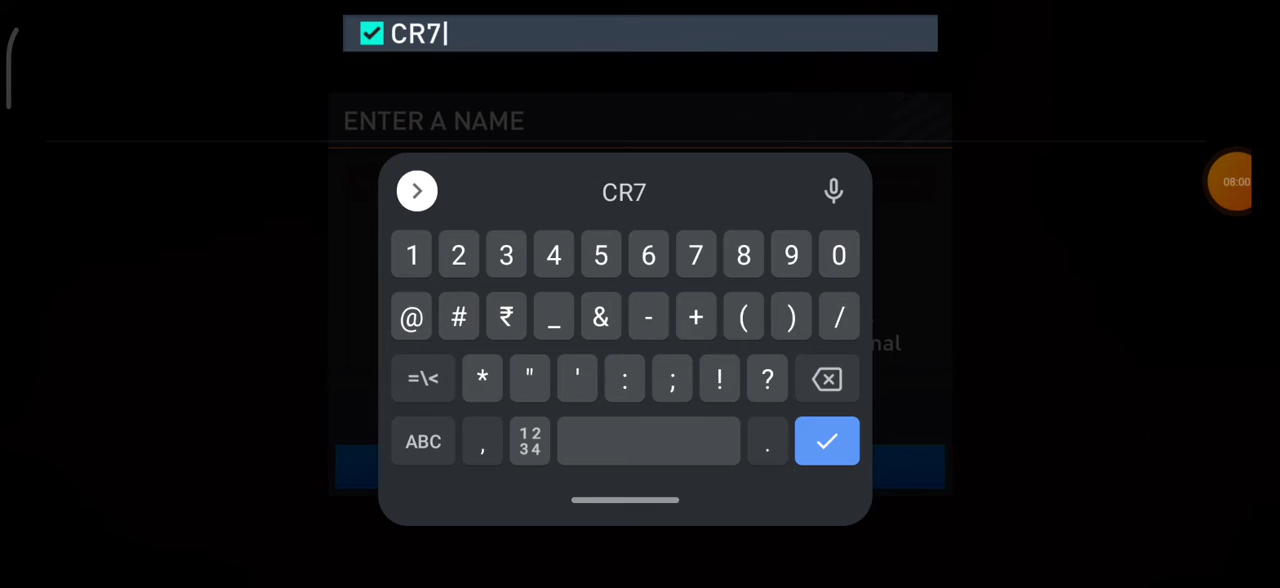 CR7
ENTER A NAME
CR7
08:00
1 2 3 4 5 6 7 8 9 0
@ # ₹ _ & - + ( ) /
nal
=\< * " ' : ; ! ?
ABC , 12 34 .